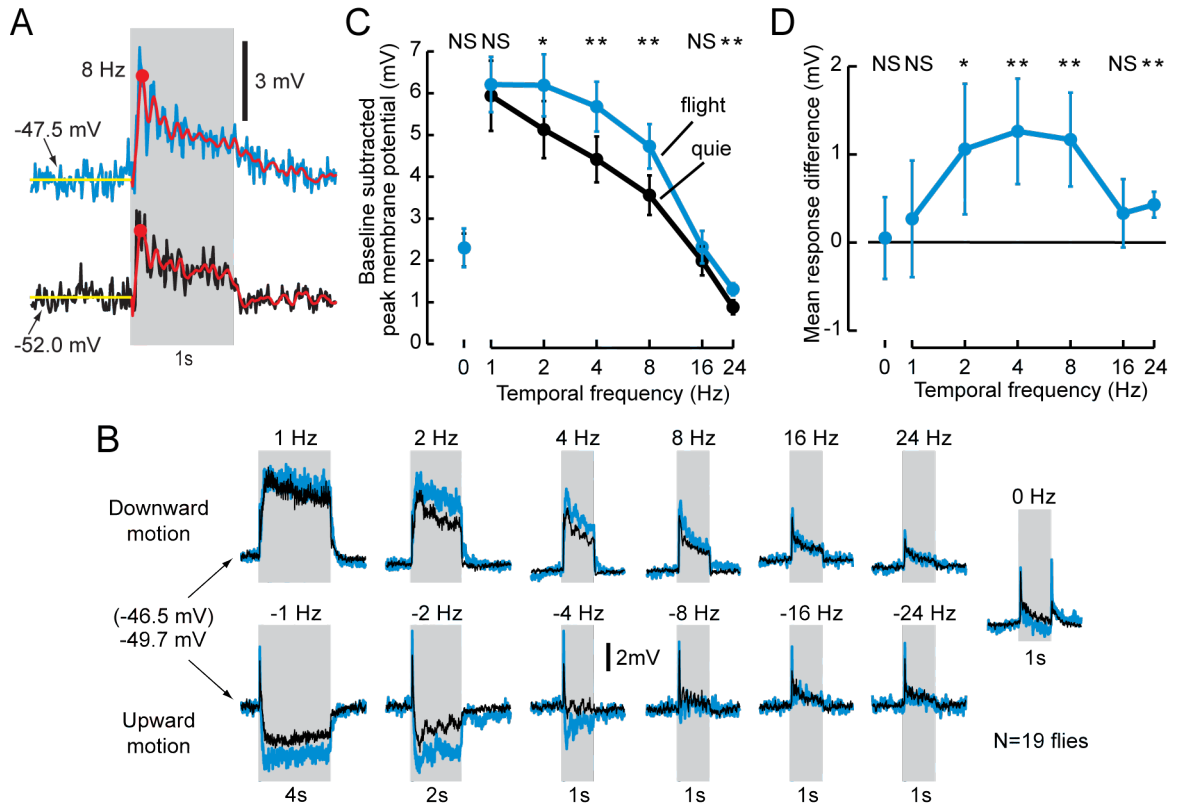 A
8 Hz
3 mV
-47.5 mV
-52.0 mV
1s
C
NS NS * ** ** NS **
Baseline subtracted
peak membrane potential (mV)
7
6
5
4
3
2
1
0
flight
quie
0 1 2 4 8 16 24
Temporal frequency (Hz)
D
NS NS * ** ** NS **
Mean response difference (mV)
2
1
0
-1
0 1 2 4 8 16 24
Temporal frequency (Hz)
B
1 Hz 2 Hz 4 Hz 8 Hz 16 Hz 24 Hz
Downward
motion
0 Hz
1s
(-46.5 mV)
-49.7 mV
-1 Hz -2 Hz -4 Hz -8 Hz -16 Hz -24 Hz
2mV
Upward
motion
4s 2s 1s 1s 1s 1s
N=19 flies